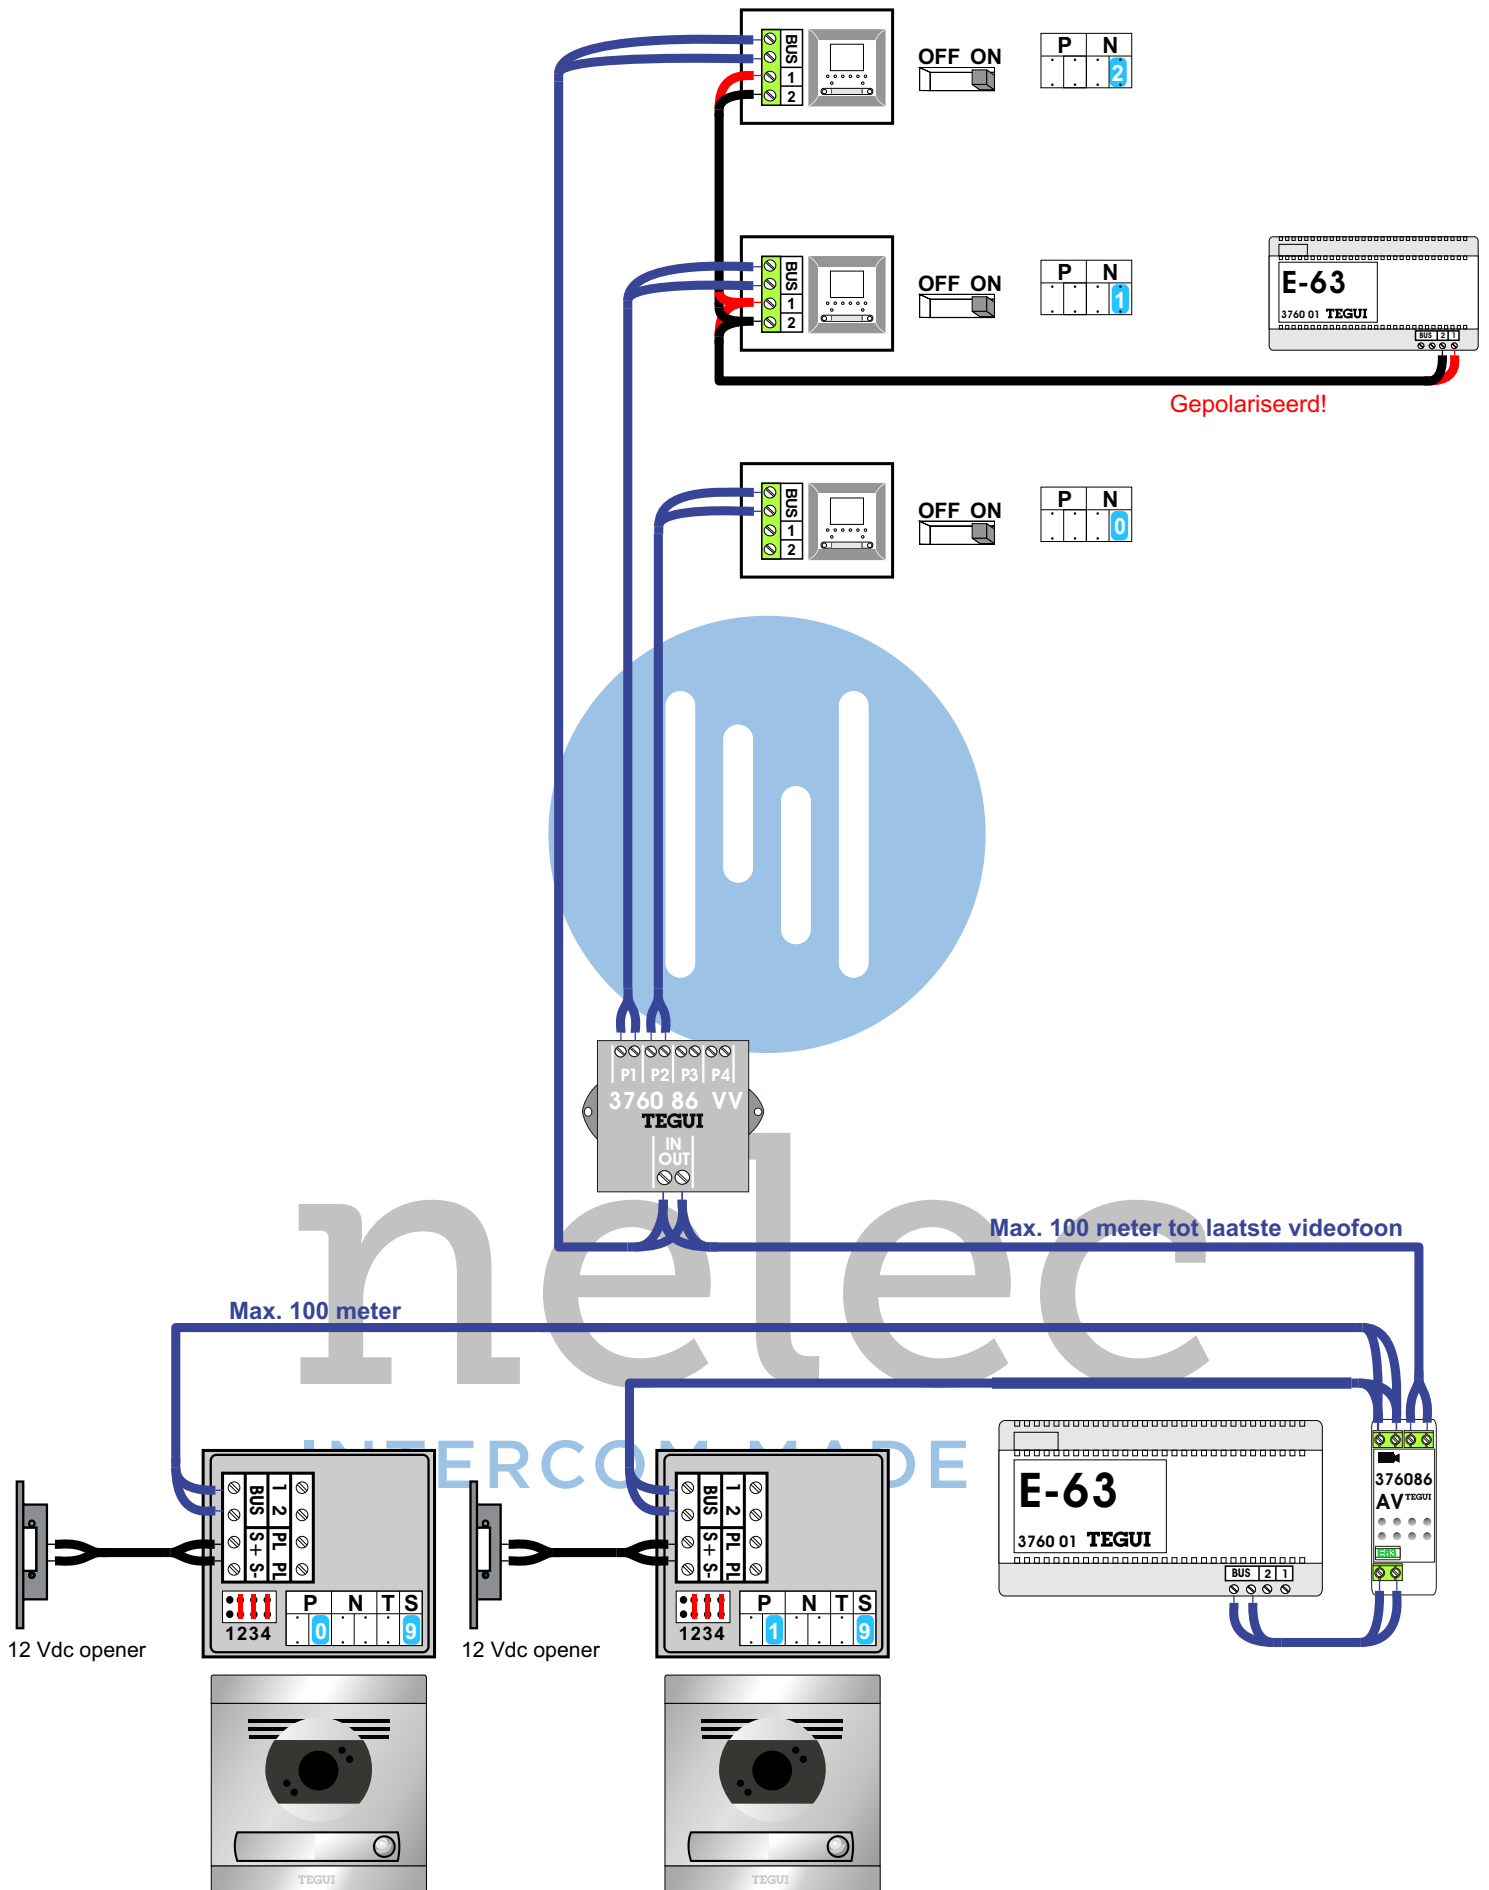 BUS
1
2
OFF ON
P N
2
BUS
1
2
OFF ON
P N
1
E-63
3760 01 TEGUI
BUS 2 1
Gepolariseerd!
BUS
1
2
OFF ON
P N
0
P1 P2 P3 P4
3760 86 VV
TEGUI
IN
OUT
nelec
Max. 100 meter tot laatste videofoon
Max. 100 meter
INTERCOM MADE
BUS
S+ S-
1 2
PL PL
1234
P N T S
0 9
12 Vdc opener
BUS
S+ S-
1 2
PL PL
1234
P N T S
1 9
12 Vdc opener
E-63
3760 01 TEGUI
BUS 2 1
376086
AV TEGUI
E63
TEGUI
TEGUI